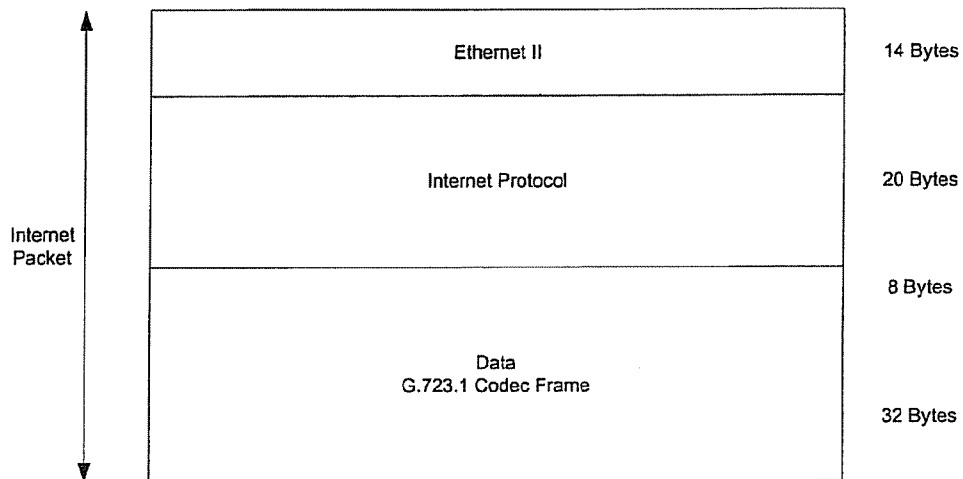 Ethernet II
14 Bytes
Internet Protocol
20 Bytes
Internet
Packet
8 Bytes
Data
G.723.1 Codec Frame
32 Bytes